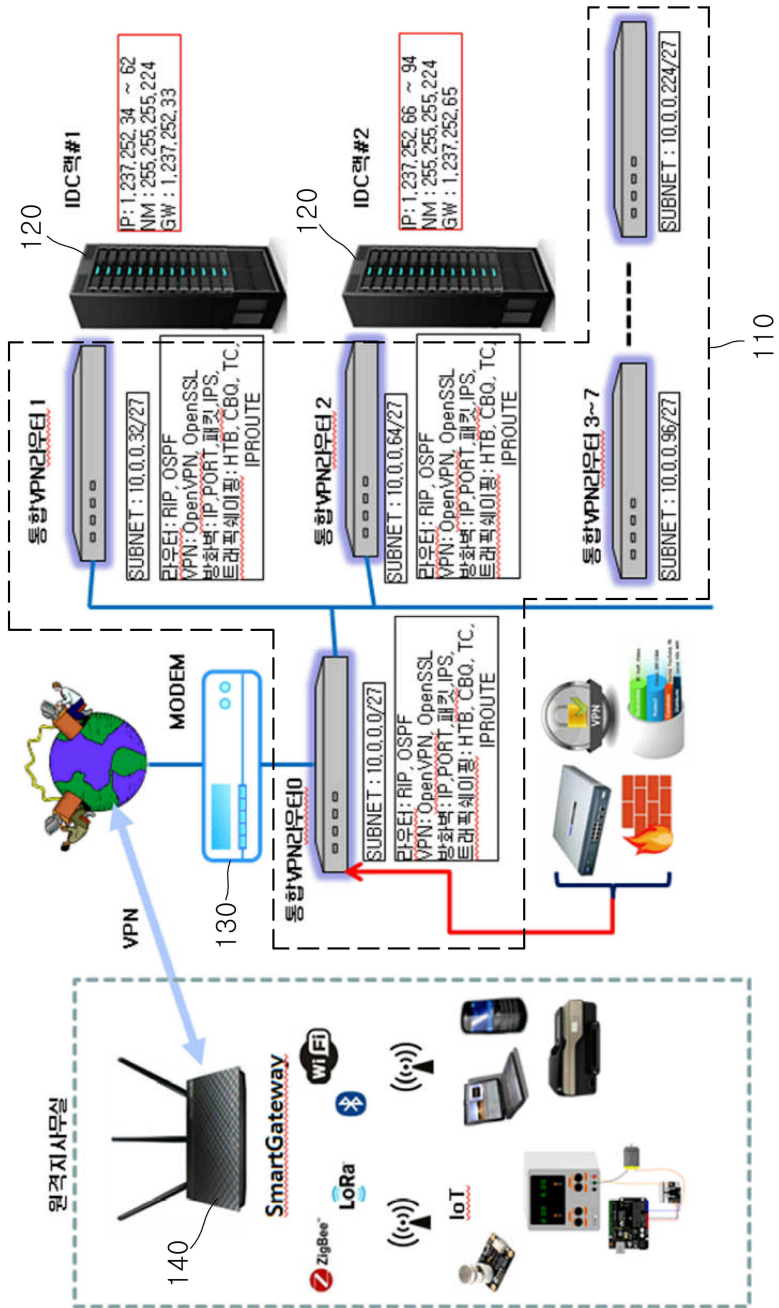 원격지 사무실
140
SmartGateway
ZigBee™
LoRa™
WiFi
IoT
VPN
MODEM
130
통합VPN라우터0
SUBNET : 10,0,0,0/27
라우터: RIP, OSPF
VPN: OpenVPN, OpenSSL
방화벽: IP,PORT,패킷,IPS,
트래픽쉐이핑: HTB, CBQ, TC,
IPROUTE
VPN
통합VPN라우터 1
SUBNET : 10,0,0,32/27
라우터: RIP, OSPF
VPN: OpenVPN, OpenSSL
방화벽: IP,PORT,패킷,IPS,
트래픽쉐이핑: HTB, CBQ, TC,
IPROUTE
120
IDC랙#1
IP: 1,237,252,34 ~ 62
NM : 255,255,255,224
GW : 1,237,252,33
통합VPN라우터 2
SUBNET : 10,0,0,64/27
라우터: RIP, OSPF
VPN: OpenVPN, OpenSSL
방화벽: IP,PORT,패킷,IPS,
트래픽쉐이핑: HTB, CBQ, TC,
IPROUTE
120
IDC랙#2
IP: 1,237,252,66 ~ 94
NM : 255,255,255,224
GW : 1,237,252,65
통합VPN라우터 3~7
SUBNET : 10,0,0,96/27
SUBNET : 10,0,0,224/27
110